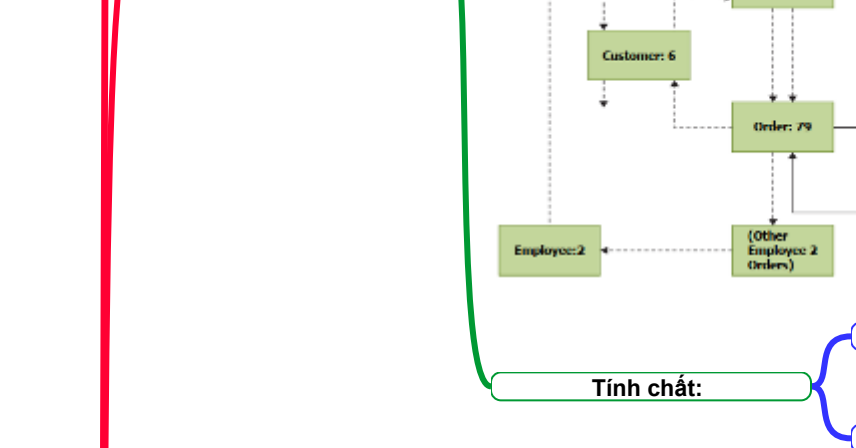 Customer: 6
Order: 79
Employee:2
(Other
Employee 2
Orders)
Tính chất: